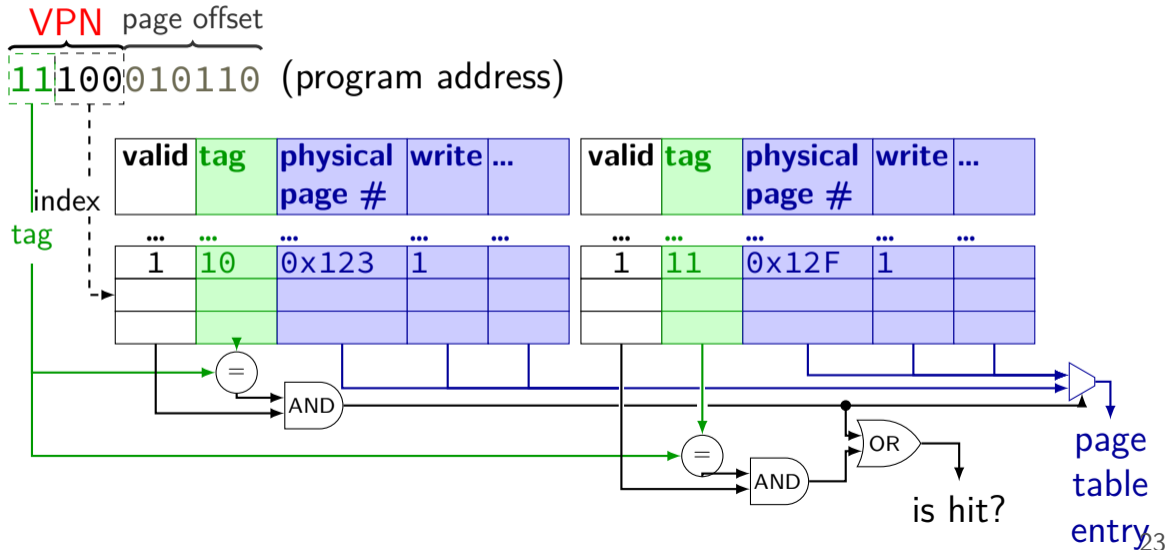 VPN page offset
11100010110 (program address)
valid tag physical page # write ... valid tag physical page # write ...
index
tag
... ... ... ... ... ... ... ... ... ...
1 10 0x123 1 1 11 0x12F 1
=
AND
=
AND
OR
is hit?
page
table
entry
23